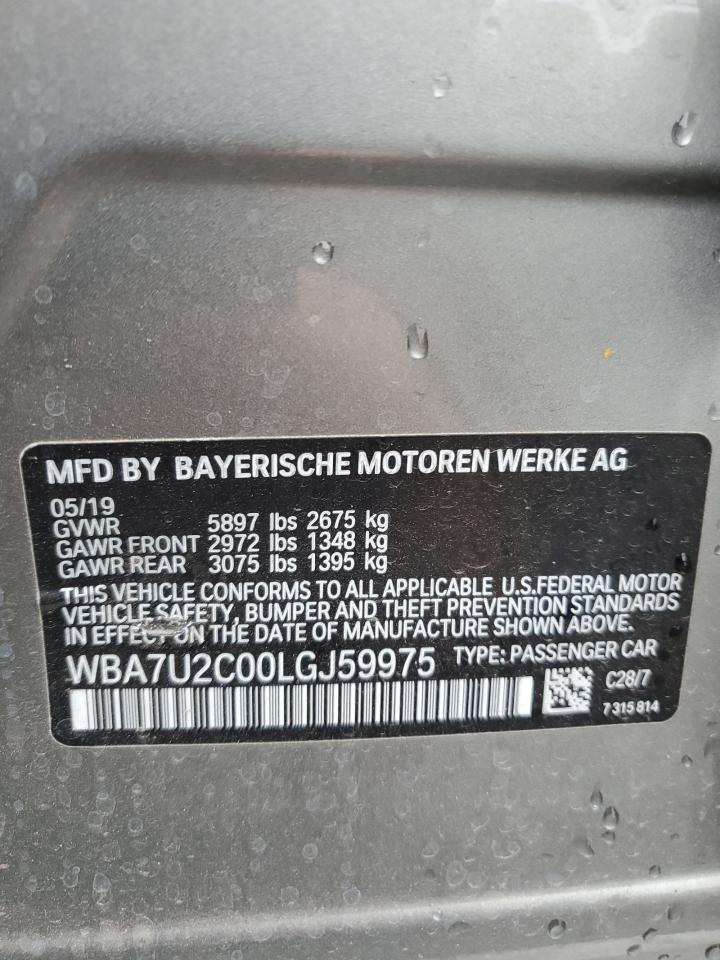 MFD BY BAYERISCHE MOTOREN WERKE AG
05/19
GVWR 5897 lbs 2675 kg
GAWR FRONT 2972 lbs 1348 kg
GAWR REAR 3075 lbs 1395 kg
THIS VEHICLE CONFORMS TO ALL APPLICABLE U.S.FEDERAL MOTOR
VEHICLE SAFETY, BUMPER AND THEFT PREVENTION STANDARDS
IN EFFECT ON THE DATE OF MANUFACTURE SHOWN ABOVE.
WBA7U2C00LGJ59975 TYPE: PASSENGER CAR
C28/7
7 315 814